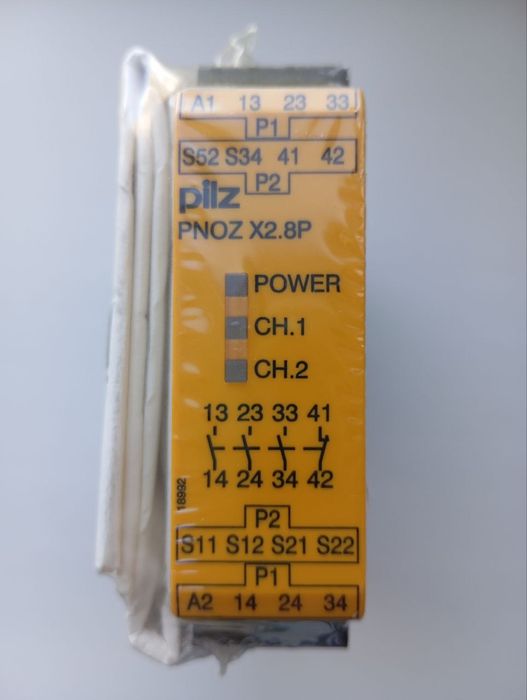 A1 13 23 33
P1
S52 S34 41 42
P2
pilz
PNOZ X2.8P
POWER
CH.1
CH.2
13 23 33 41
14 24 34 42
18992
P2
S11 S12 S21 S22
P1
A2 14 24 34